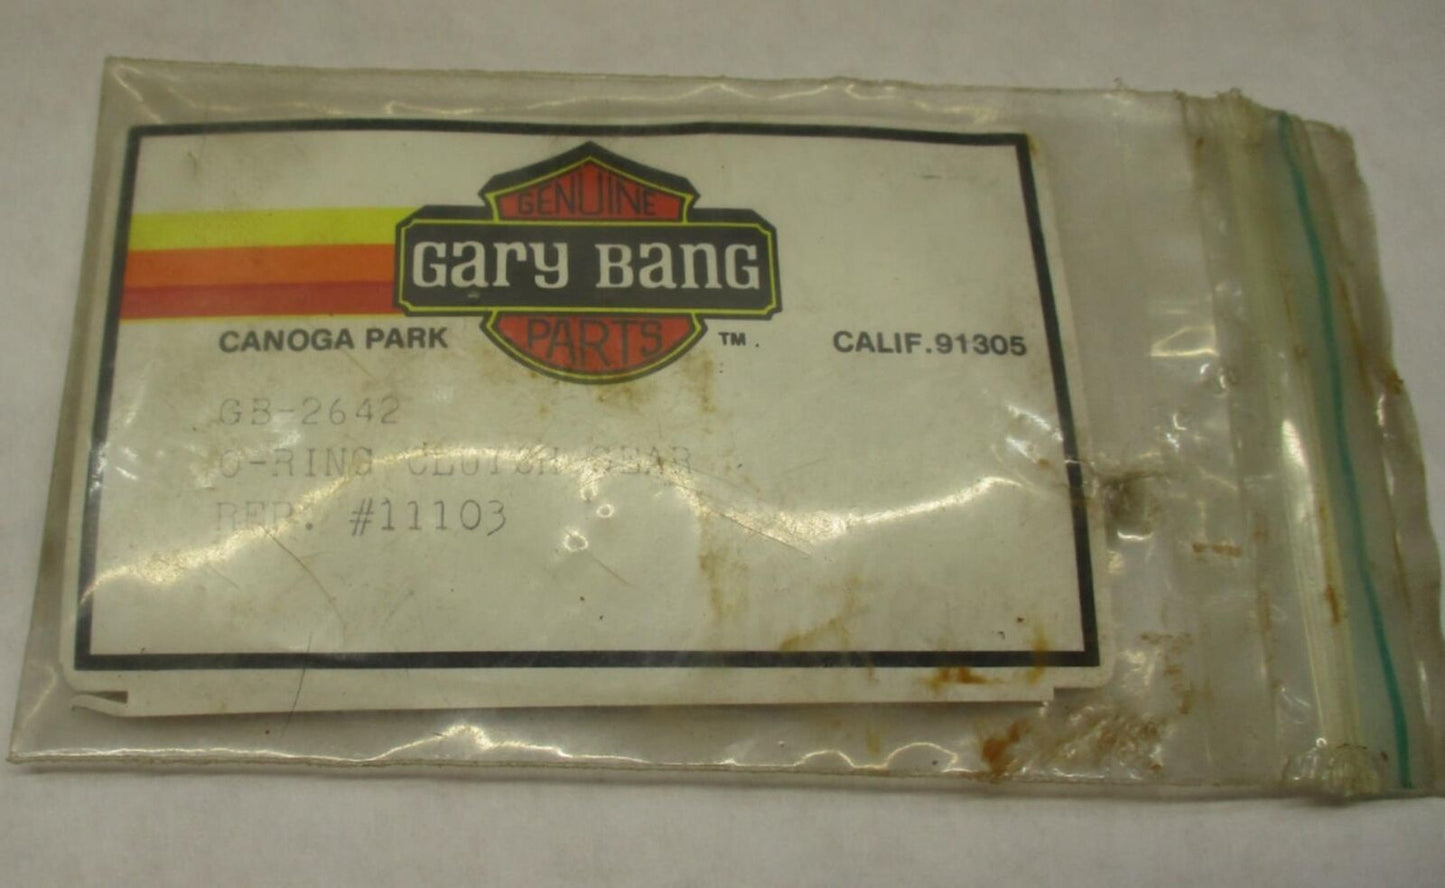 GENUINE
Gary Bang
PARTS
CANOGA PARK
TM.
CALIF.91305
GB-2642
O-RING CLUTCH GEAR
REP. #11103